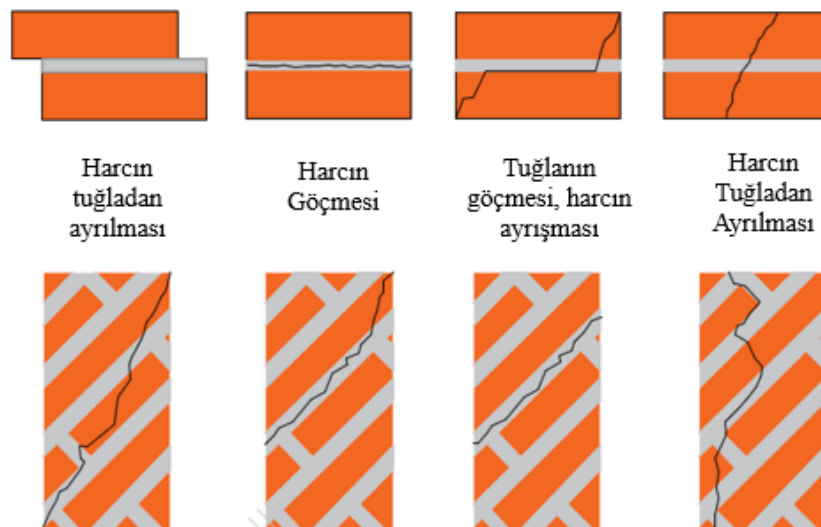 Harcın
tuğladan
ayrılması
Harcın
Göçmesi
Tuğlanın
göçmesi, harcın
ayrışması
Harcın
Tuğladan
Ayrılması